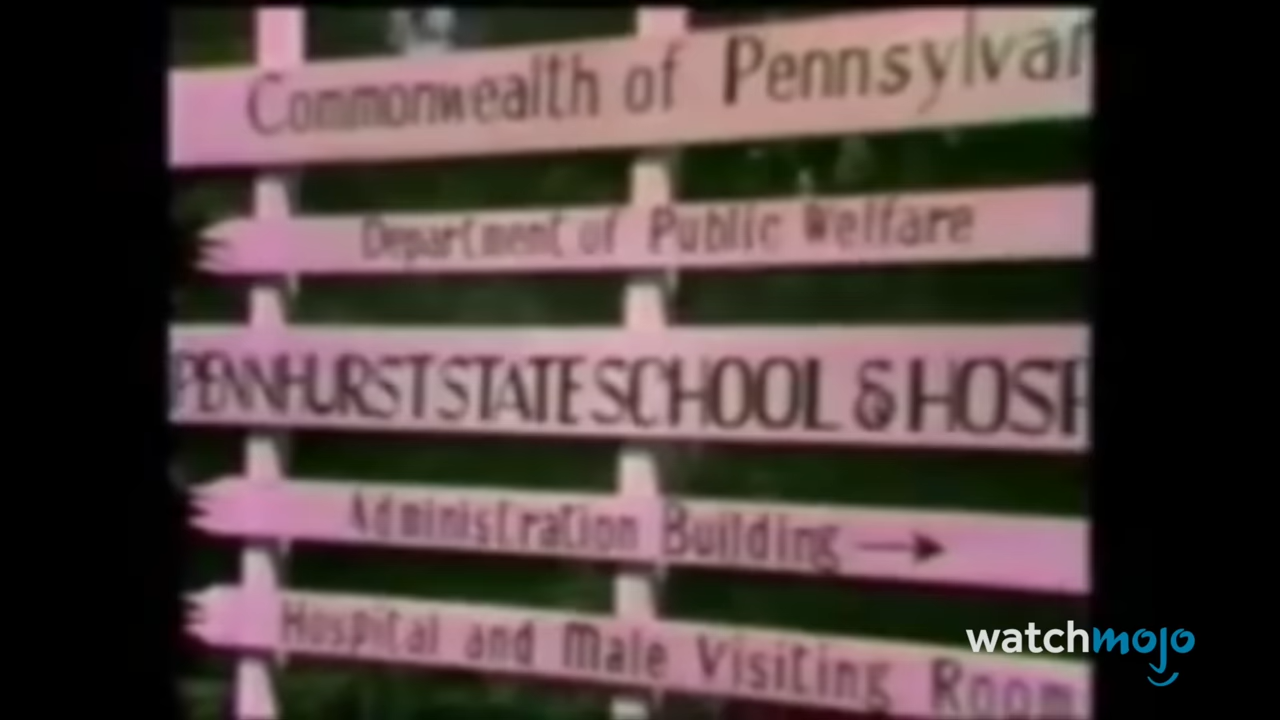 Commonwealth of Pennsylvan
Department of Public Welfare
PENNHURST STATE SCHOOL & HOSP
Administration Building →
Hospital and Male Visiting Room
watchmojo